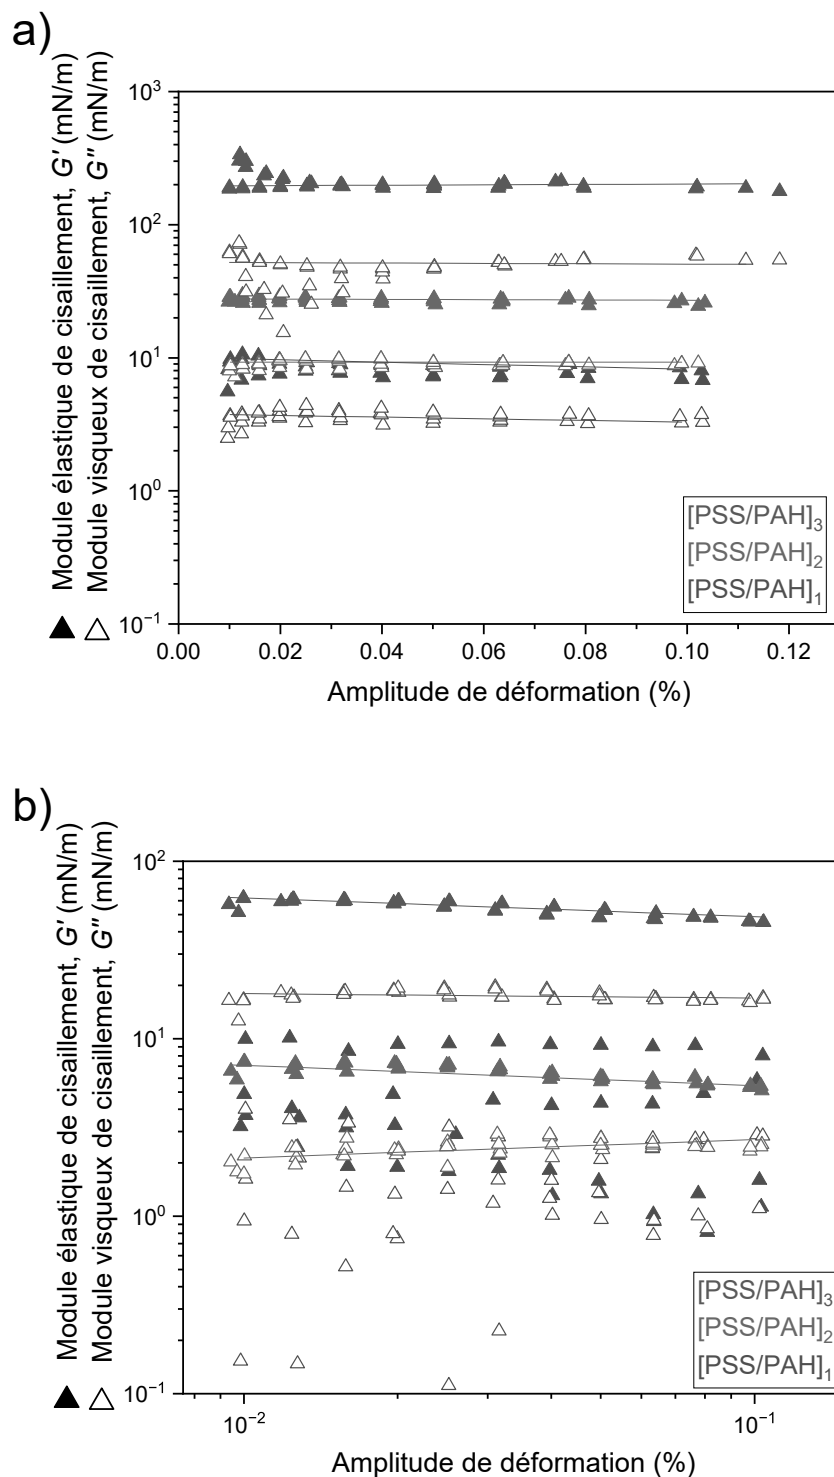 a)
Module élastique de cisaillement, G' (mN/m)
Module visqueux de cisaillement, G" (mN/m)
10³
10²
10¹
10⁰
10⁻¹
0.00 0.02 0.04 0.06 0.08 0.10 0.12
Amplitude de déformation (%)
[PSS/PAH]₃
[PSS/PAH]₂
[PSS/PAH]₁
b)
Module élastique de cisaillement, G' (mN/m)
Module visqueux de cisaillement, G" (mN/m)
10²
10¹
10⁰
10⁻¹
10⁻² 10⁻¹
Amplitude de déformation (%)
[PSS/PAH]₃
[PSS/PAH]₂
[PSS/PAH]₁